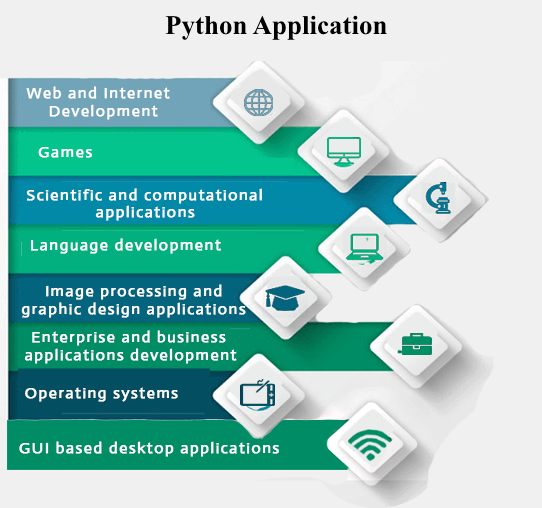 Python Application
Web and Internet
Development
Games
Scientific and computational
applications
Language development
Image processing and
graphic design applications
Enterprise and business
applications development
Operating systems
GUI based desktop applications